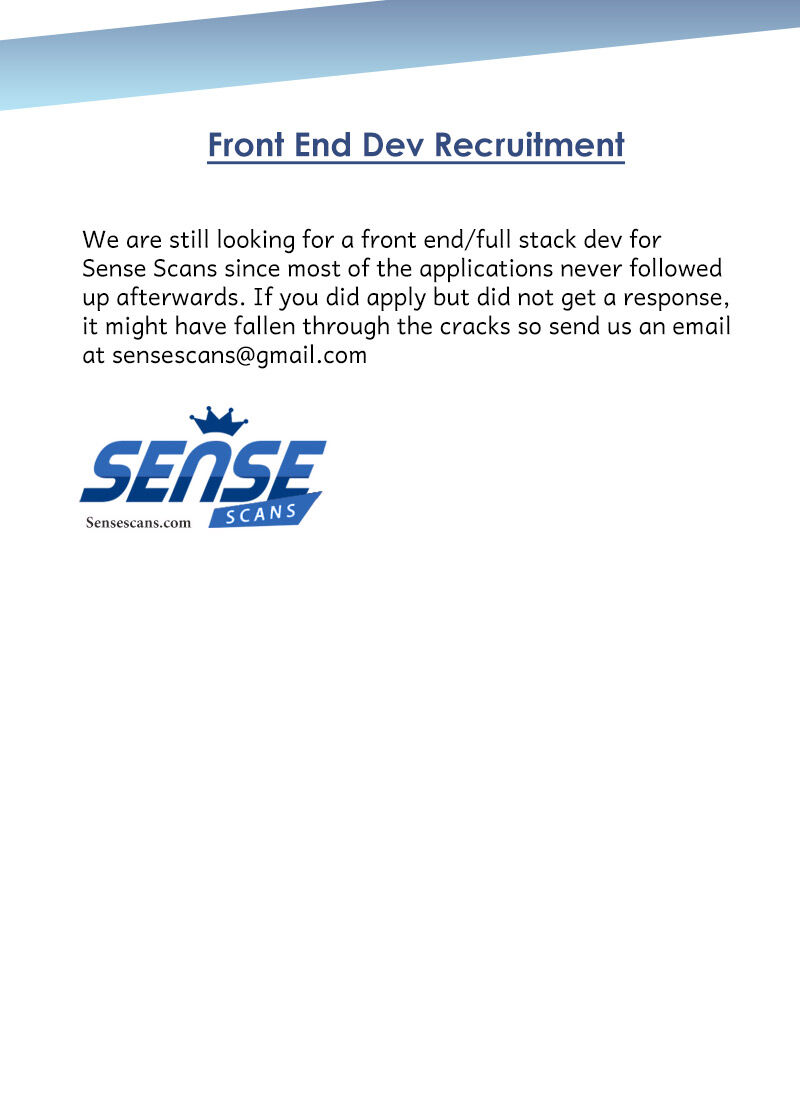 Front End Dev Recruitment
We are still looking for a front end/full stack dev for
Sense Scans since most of the applications never followed
up afterwards. If you did apply but did not get a response,
it might have fallen through the cracks so send us an email
at sensescans@gmail.com
SENSE
SCANS
Sensescans.com